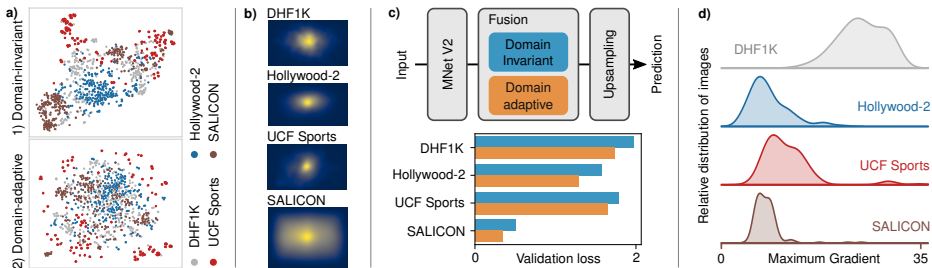 a)
1) Domain-invariant
2) Domain-adaptive
DHF1K
UCF Sports
Hollywood-2
SALICON
b)
DHF1K
Hollywood-2
UCF Sports
SALICON
c)
Input
MNet V2
Fusion
Domain
Invariant
Domain
adaptive
Upsampling
Prediction
DHF1K
Hollywood-2
UCF Sports
SALICON
0
Validation loss
2
d)
Relative distribution of images
DHF1K
Hollywood-2
UCF Sports
SALICON
0
Maximum Gradient
35